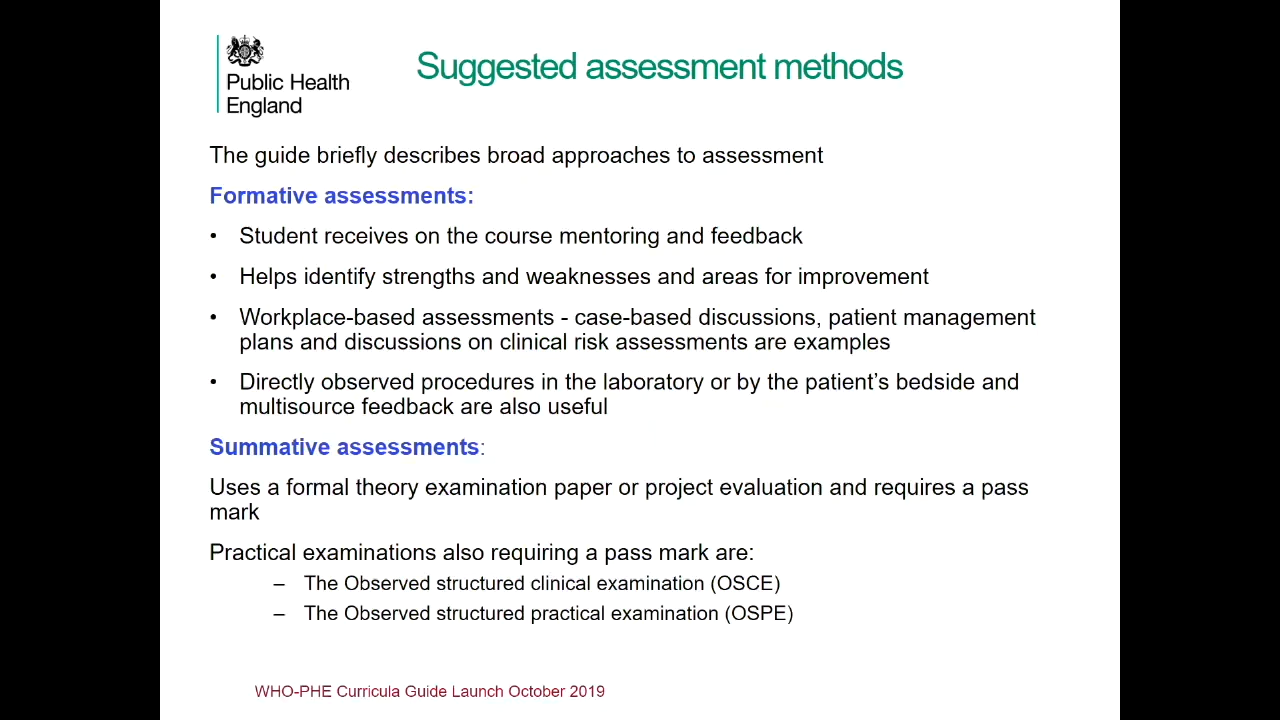 Public Health
England
Suggested assessment methods
The guide briefly describes broad approaches to assessment
Formative assessments:
• Student receives on the course mentoring and feedback
• Helps identify strengths and weaknesses and areas for improvement
• Workplace-based assessments - case-based discussions, patient management
plans and discussions on clinical risk assessments are examples
• Directly observed procedures in the laboratory or by the patient’s bedside and
multisource feedback are also useful
Summative assessments:
Uses a formal theory examination paper or project evaluation and requires a pass
mark
Practical examinations also requiring a pass mark are:
– The Observed structured clinical examination (OSCE)
– The Observed structured practical examination (OSPE)
WHO-PHE Curricula Guide Launch October 2019